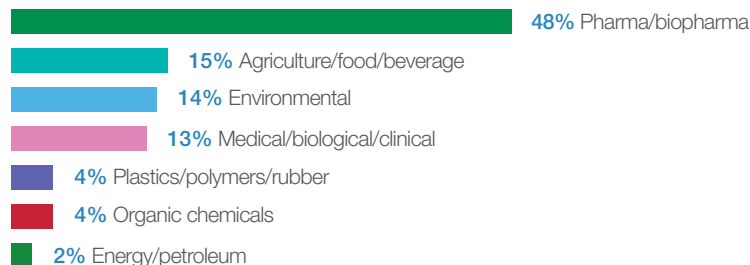 48% Pharma/biopharma
15% Agriculture/food/beverage
14% Environmental
13% Medical/biological/clinical
4% Plastics/polymers/rubber
4% Organic chemicals
2% Energy/petroleum